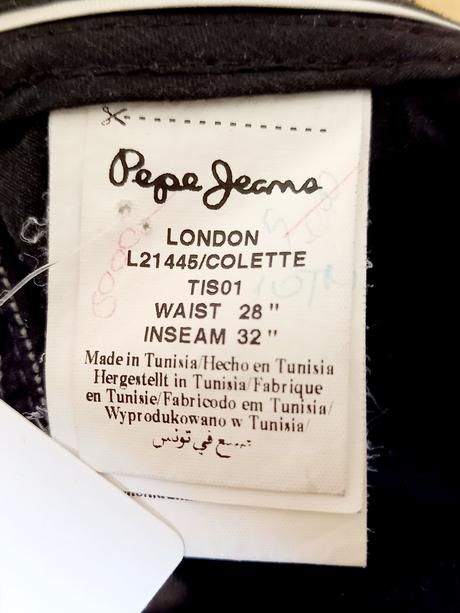 Pepe Jeans
LONDON
L21445/COLETTE
TIS01
WAIST 28"
INSEAM 32"
Made in Tunisia/Hecho en Tunisia
Hergestellt in Tunisia/Fabrique
en Tunisie/Fabricodo em Tunisia/
Wyprodukowano w Tunisia/
في تونس